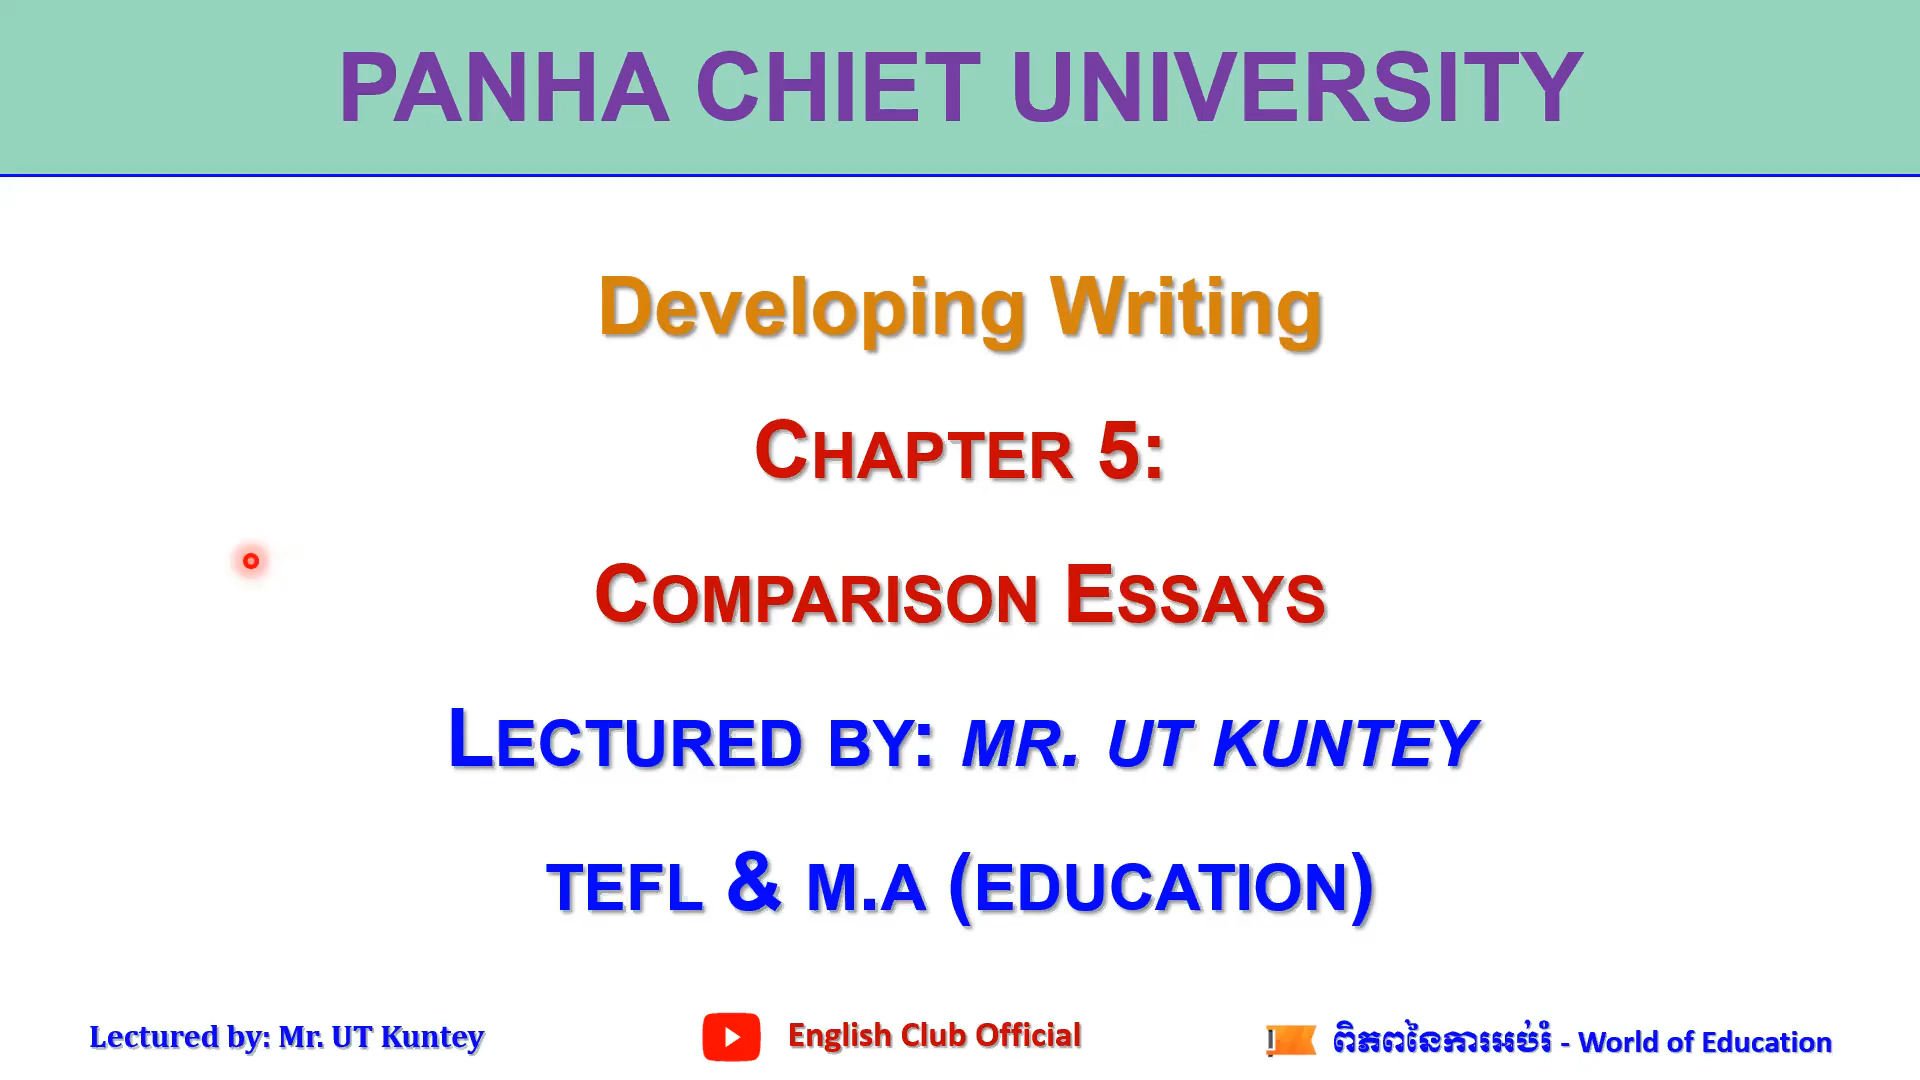 PANHA CHIET UNIVERSITY
Developing Writing
CHAPTER 5:
COMPARISON ESSAYS
LECTURED BY: MR. UT KUNTEY
TEFL & M.A (EDUCATION)
Lectured by: Mr. UT Kuntey
English Club Official
ពិភពនៃការអប់រំ - World of Education